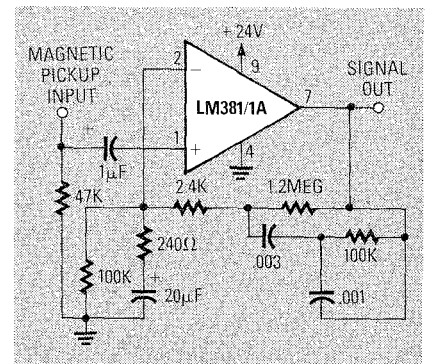 MAGNETIC
PICKUP
INPUT
+24V
SIGNAL
OUT
2
−
9
LM381/1A
7
1
+
4
+
1μF
47K
2.4K
1.2MEG
240Ω
100K
+
20μF
.003
100K
.001